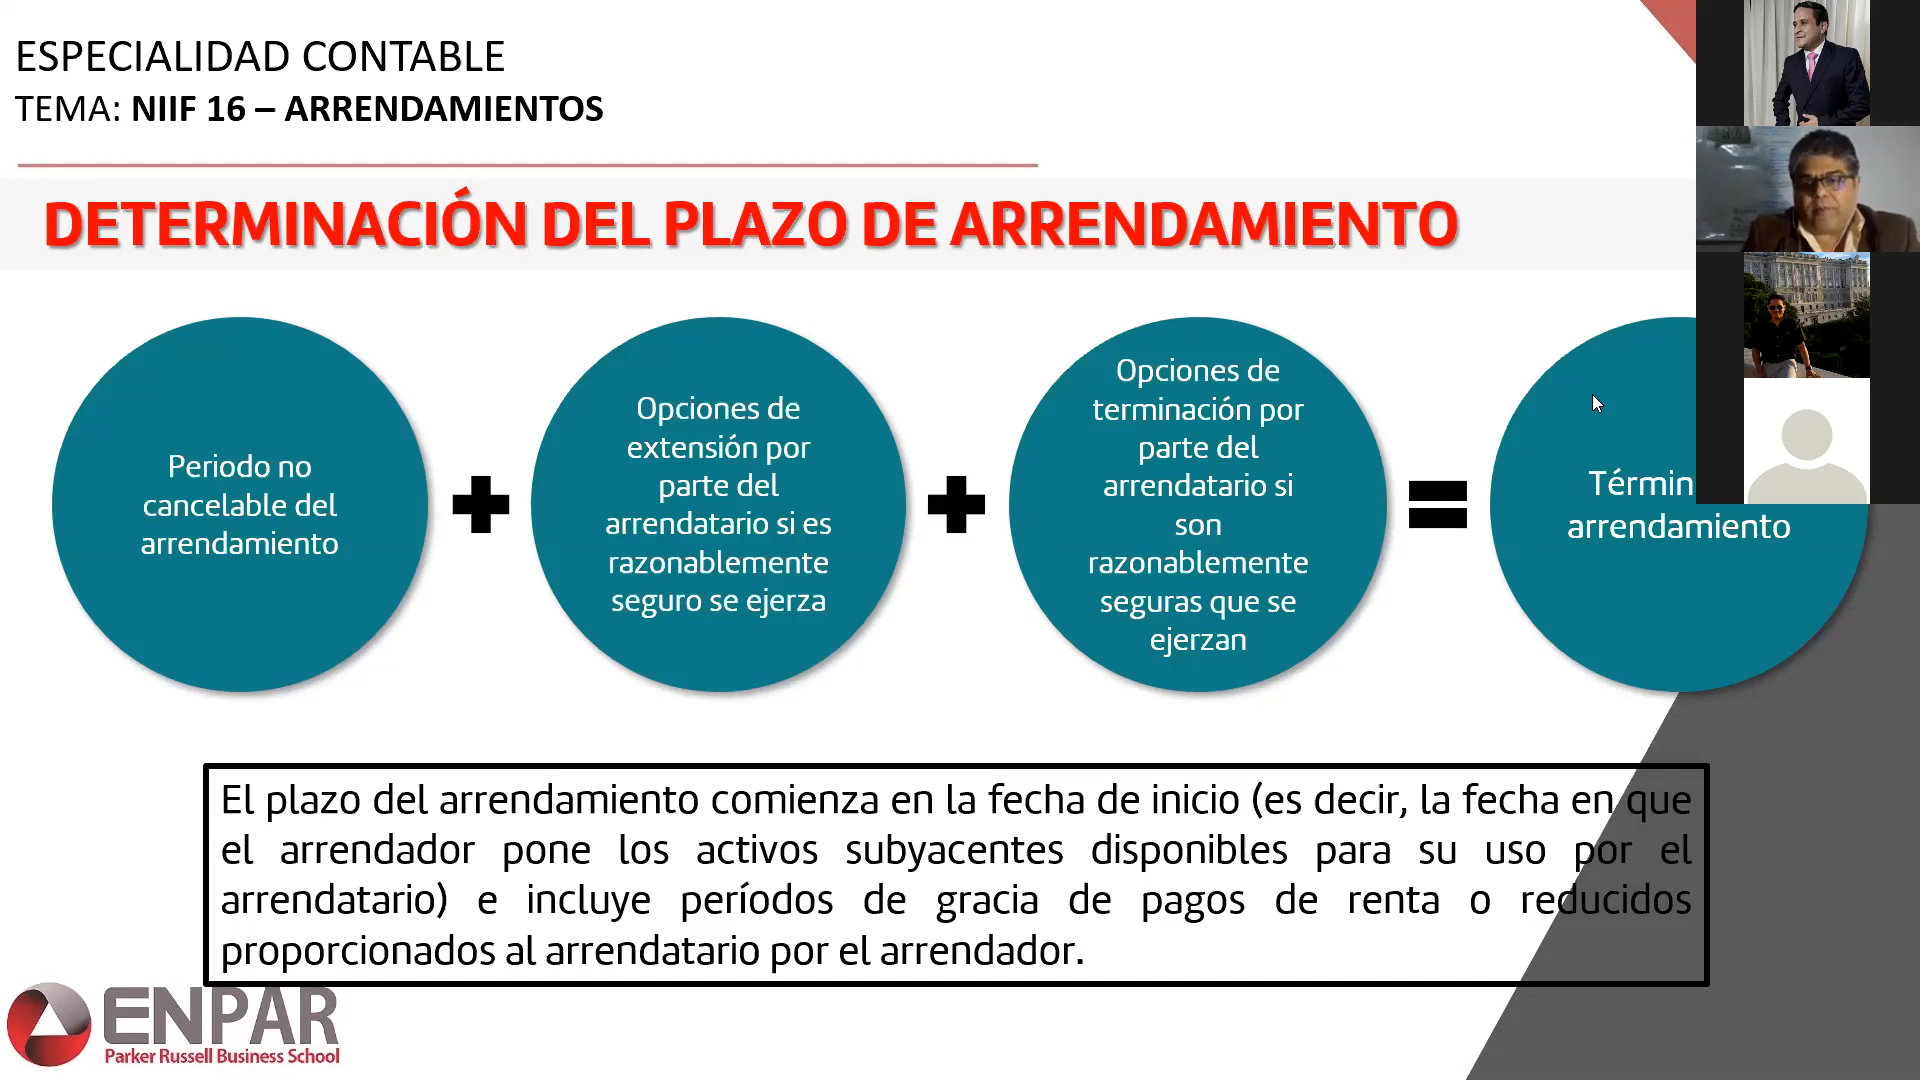 ESPECIALIDAD CONTABLE
TEMA: NIIF 16 – ARRENDAMIENTOS
DETERMINACIÓN DEL PLAZO DE ARRENDAMIENTO
Periodo no
cancelable del
arrendamiento
Opciones de
extensión por
parte del
arrendatario si es
razonablemente
seguro se ejerza
Opciones de
terminación por
parte del
arrendatario si
son
razonablemente
seguras que se
ejerzan
arrendamiento
El plazo del arrendamiento comienza en la fecha de inicio (es decir, la fecha en que
el arrendador pone los activos subyacentes disponibles para su uso por el
arrendatario) e incluye períodos de gracia de pagos de renta o reducidos
proporcionados al arrendatario por el arrendador.
ENPAR
Parker Russell Business School